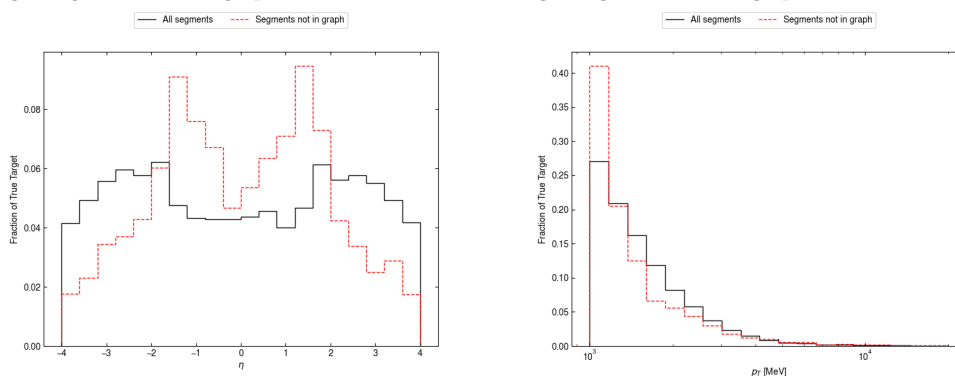 All segments Segments not in graph
All segments Segments not in graph
Fraction of True Target
0.00
0.02
0.04
0.06
0.08
−4 −3 −2 −1 0 1 2 3 4
η
Fraction of True Target
0.00
0.05
0.10
0.15
0.20
0.25
0.30
0.35
0.40
10³ 10⁴
pT [MeV]